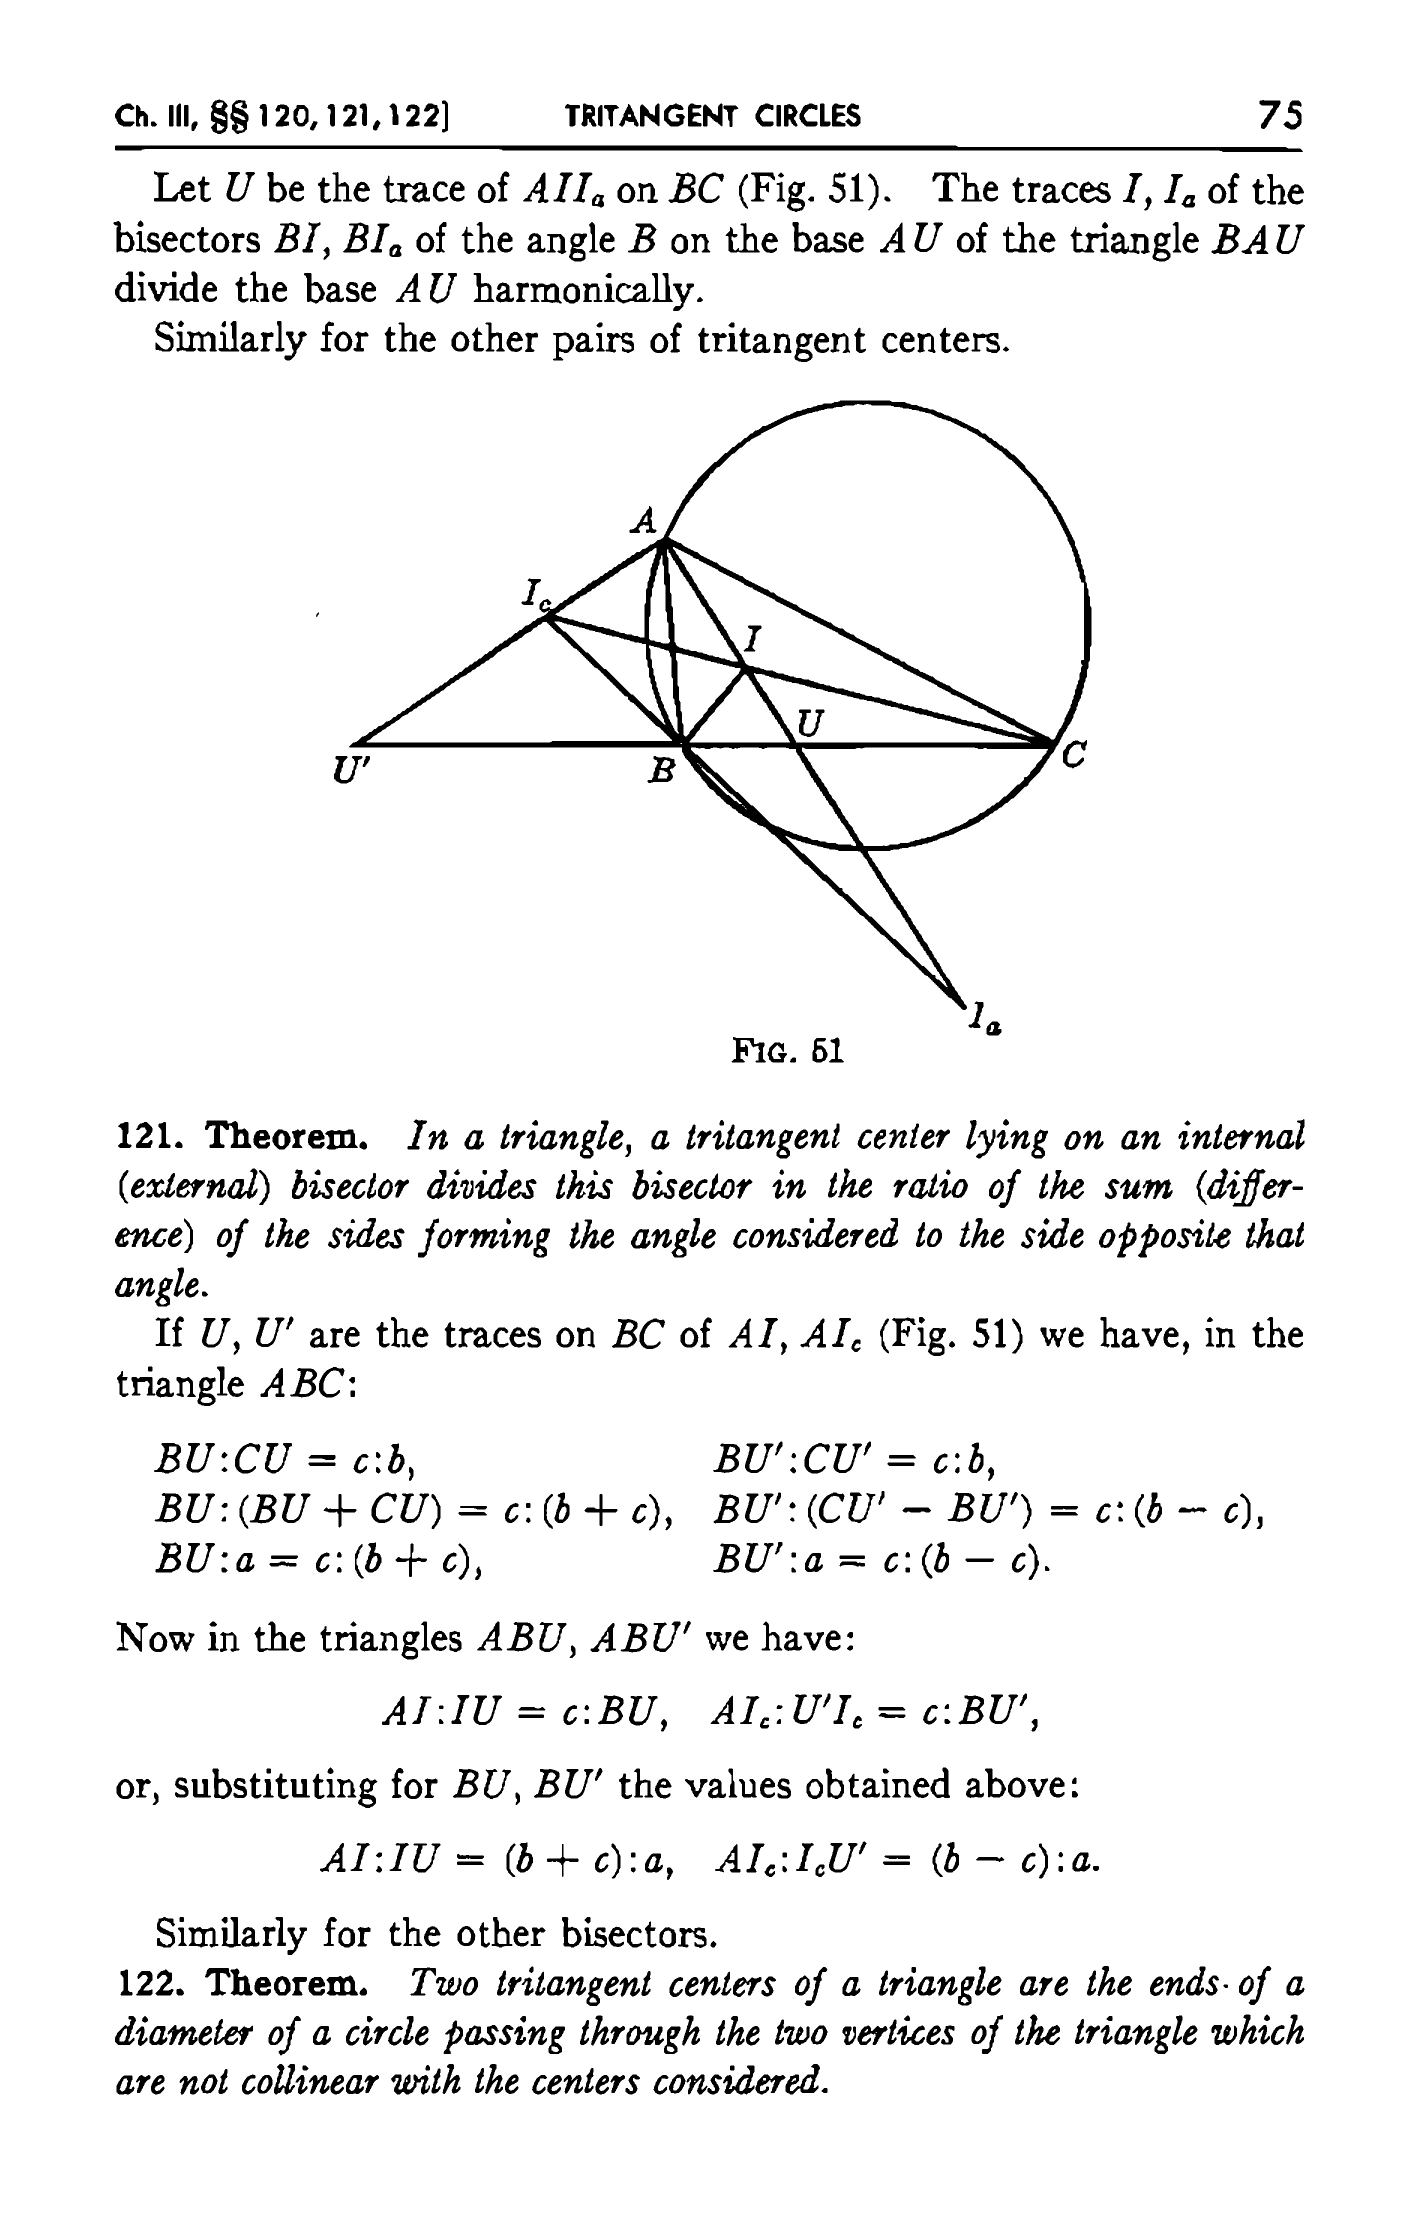 Ch. III, §§ 120, 121, 122] TRITANGENT CIRCLES 75
Let U be the trace of AIIₐ on BC (Fig. 51). The traces I, Iₐ of the
bisectors BI, BIₐ of the angle B on the base AU of the triangle BAU
divide the base AU harmonically.
Similarly for the other pairs of tritangent centers.
A
I_c
I
U
U'
B
C
Iₐ
FIG. 51
121. Theorem. In a triangle, a tritangent center lying on an internal
(external) bisector divides this bisector in the ratio of the sum (differ-
ence) of the sides forming the angle considered to the side opposite that
angle.
If U, U' are the traces on BC of AI, AI_c (Fig. 51) we have, in the
triangle ABC:
BU:CU = c:b, BU':CU' = c:b,
BU:(BU + CU) = c:(b + c), BU':(CU' − BU') = c:(b − c),
BU:a = c:(b + c), BU':a = c:(b − c).
Now in the triangles ABU, ABU' we have:
AI:IU = c:BU, AI_c:U'I_c = c:BU',
or, substituting for BU, BU' the values obtained above:
AI:IU = (b + c):a, AI_c:I_cU' = (b − c):a.
Similarly for the other bisectors.
122. Theorem. Two tritangent centers of a triangle are the ends of a
diameter of a circle passing through the two vertices of the triangle which
are not collinear with the centers considered.